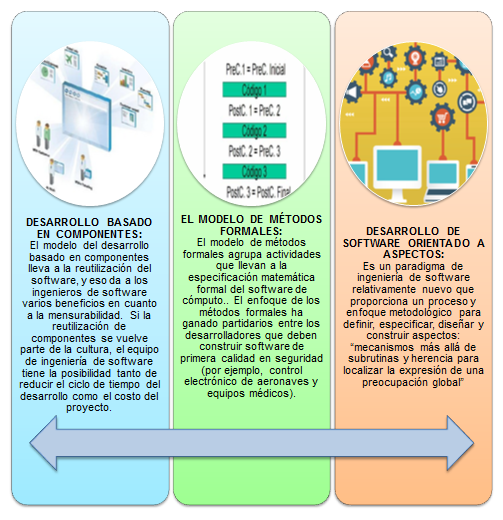 DESARROLLO BASADO
EN COMPONENTES:
El modelo del desarrollo
basado en componentes
lleva a la reutilización del
software, y eso da a los
ingenieros de software
varios beneficios en cuanto
a la mensurabilidad. Si la
reutilización de
componentes se vuelve
parte de la cultura, el equipo
de ingeniería de software
tiene la posibilidad tanto de
reducir el ciclo de tiempo del
desarrollo como el costo del
proyecto.
PreC.1 = PreC. Inicial
Código 1
PostC. 1 = PreC. 2
Código 2
PostC. 2 = PreC. 3
Código 3
PostC. 3 = PostC. Final
EL MODELO DE MÉTODOS
FORMALES:
El modelo de métodos
formales agrupa actividades
que llevan a la
especificación matemática
formal del software de
cómputo.. El enfoque de los
métodos formales ha
ganado partidarios entre los
desarrolladores que deben
construir software de
primera calidad en seguridad
(por ejemplo, control
electrónico de aeronaves y
equipos médicos).
DESARROLLO DE
SOFTWARE ORIENTADO A
ASPECTOS:
Es un paradigma de
ingeniería de software
relativamente nuevo que
proporciona un proceso y
enfoque metodológico para
definir, especificar, diseñar y
construir aspectos:
"mecanismos más allá de
subrutinas y herencia para
localizar la expresión de una
preocupación global"